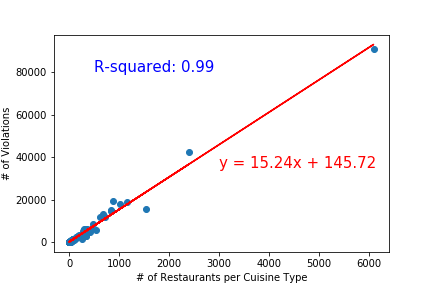 R-squared: 0.99
y = 15.24x + 145.72
# of Violations
80000
60000
40000
20000
0
0 1000 2000 3000 4000 5000 6000
# of Restaurants per Cuisine Type